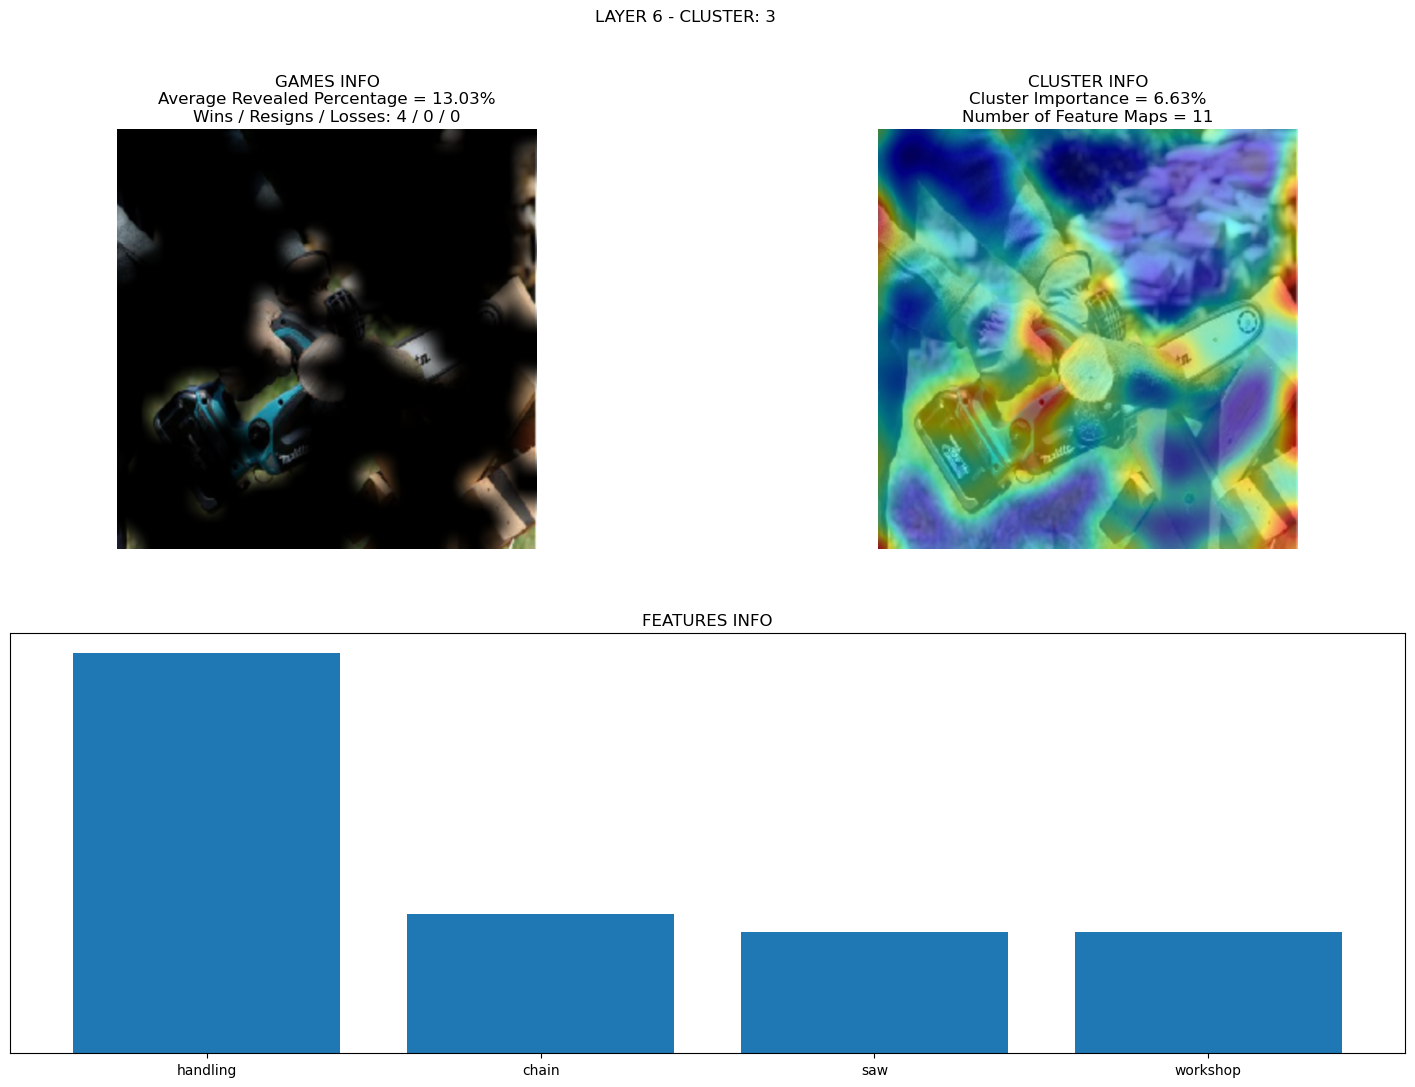 LAYER 6 - CLUSTER: 3
GAMES INFO
Average Revealed Percentage = 13.03%
Wins / Resigns / Losses: 4 / 0 / 0
CLUSTER INFO
Cluster Importance = 6.63%
Number of Feature Maps = 11
FEATURES INFO
handling
chain
saw
workshop